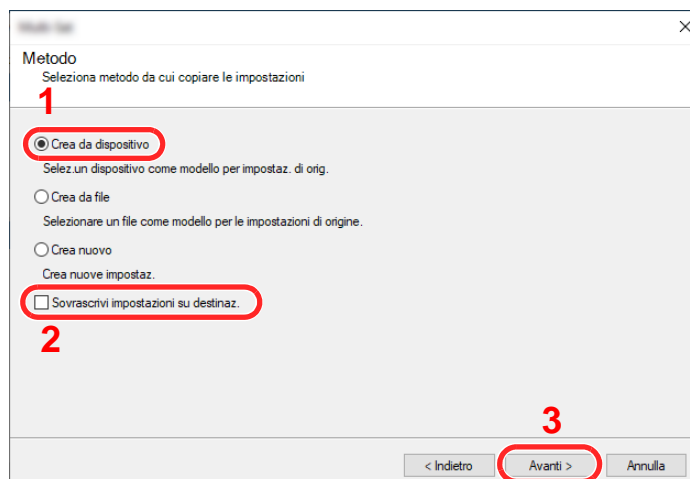 Metodo
Seleziona metodo da cui copiare le impostazioni
1
Crea da dispositivo
Selez.un dispositivo come modello per impostaz. di orig.
Crea da file
Selezionare un file come modello per le impostazioni di origine.
Crea nuovo
Crea nuove impostaz.
Sovrascrivi impostazioni su destinaz.
2
3
< Indietro Avanti > Annulla